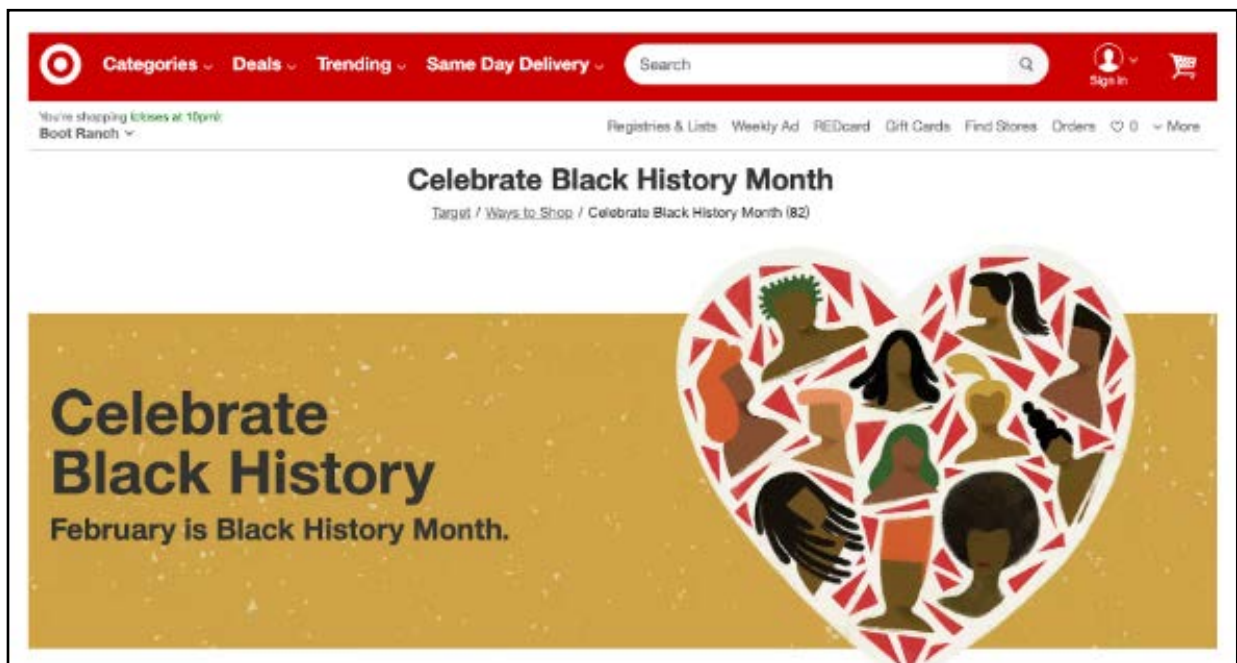 Categories Deals Trending Same Day Delivery Search Sign In
You're shopping (closes at 10pm):
Boot Ranch
Registries & Lists Weekly Ad REDcard Gift Cards Find Stores Orders 0 More
Celebrate Black History Month
Target / Ways to Shop / Celebrate Black History Month (82)
Celebrate
Black History
February is Black History Month.